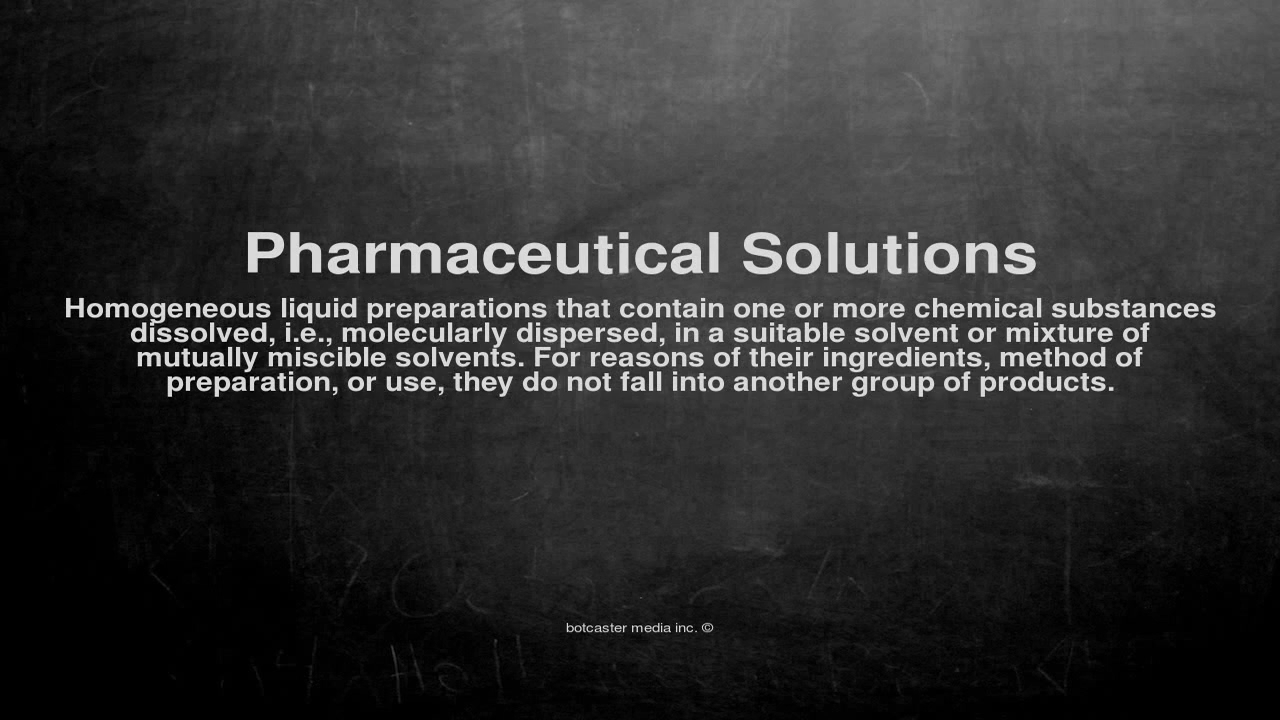 Pharmaceutical Solutions
Homogeneous liquid preparations that contain one or more chemical substances
dissolved, i.e., molecularly dispersed, in a suitable solvent or mixture of
mutually miscible solvents. For reasons of their ingredients, method of
preparation, or use, they do not fall into another group of products.
botcaster media inc. ©